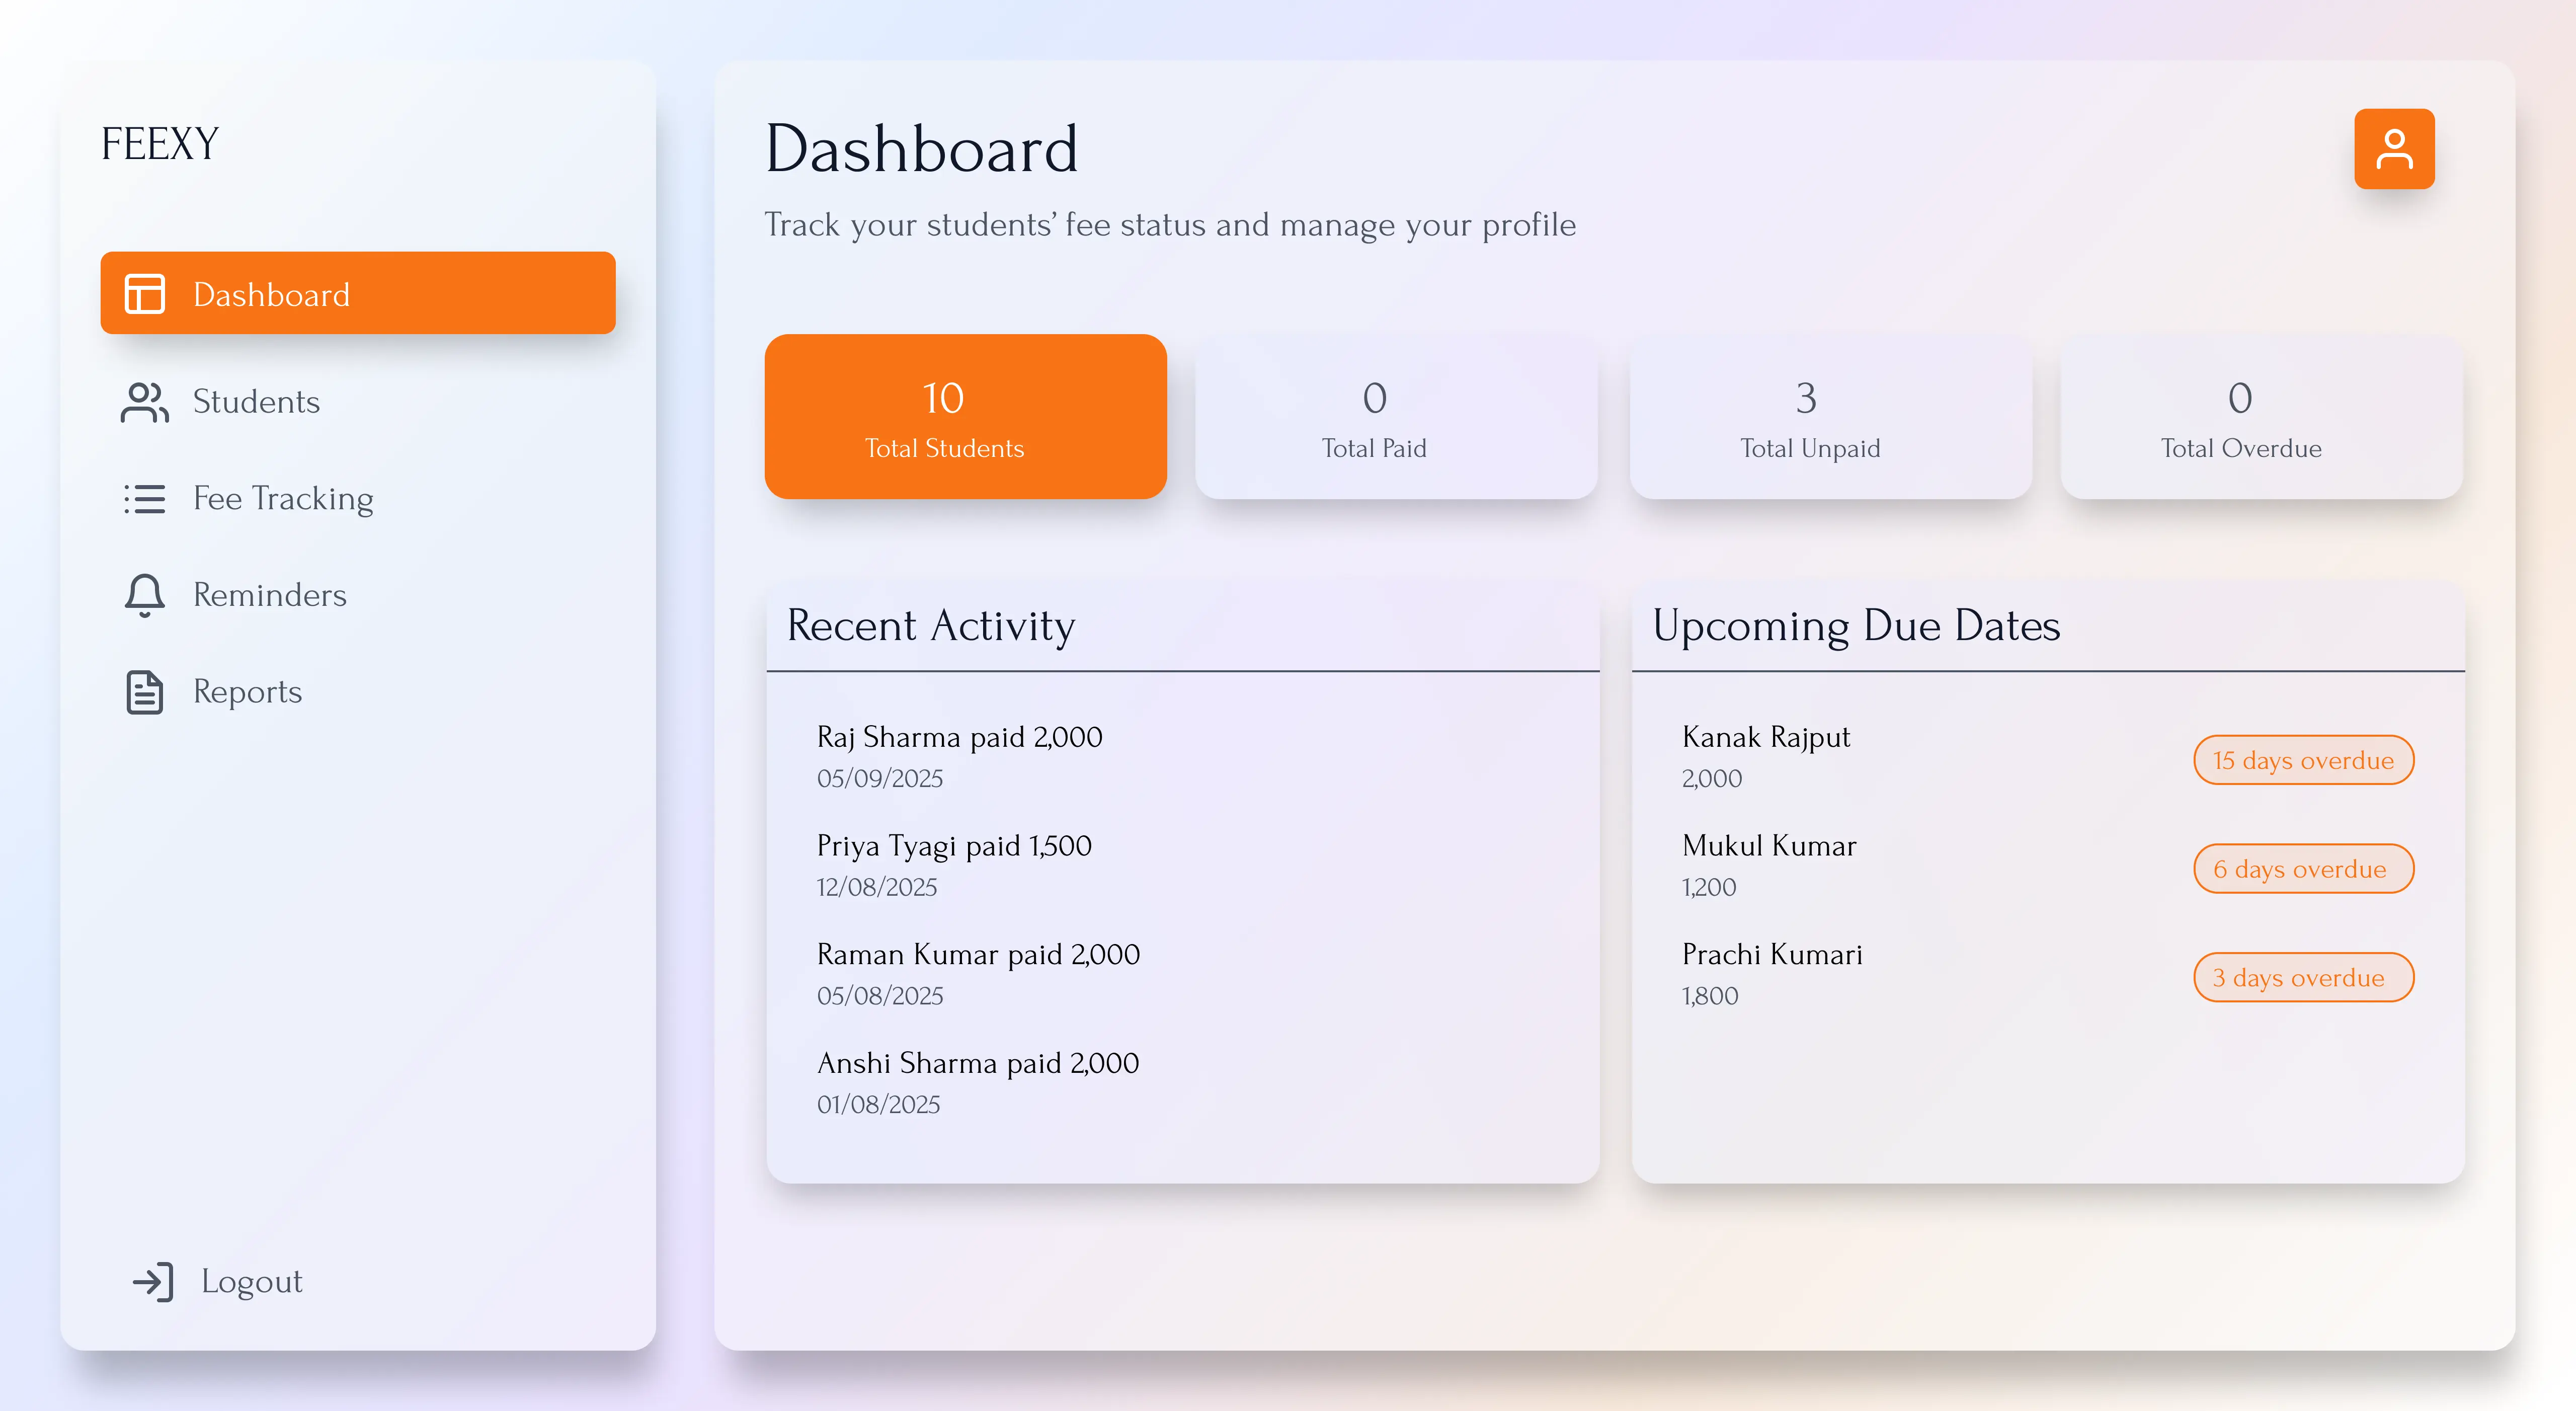 FEEXY
Dashboard
Students
Fee Tracking
Reminders
Reports
Logout
Dashboard
Track your students’ fee status and manage your profile
10
Total Students
0
Total Paid
3
Total Unpaid
0
Total Overdue
Recent Activity
Raj Sharma paid 2,000
05/09/2025
Priya Tyagi paid 1,500
12/08/2025
Raman Kumar paid 2,000
05/08/2025
Anshi Sharma paid 2,000
01/08/2025
Upcoming Due Dates
Kanak Rajput
2,000
15 days overdue
Mukul Kumar
1,200
6 days overdue
Prachi Kumari
1,800
3 days overdue